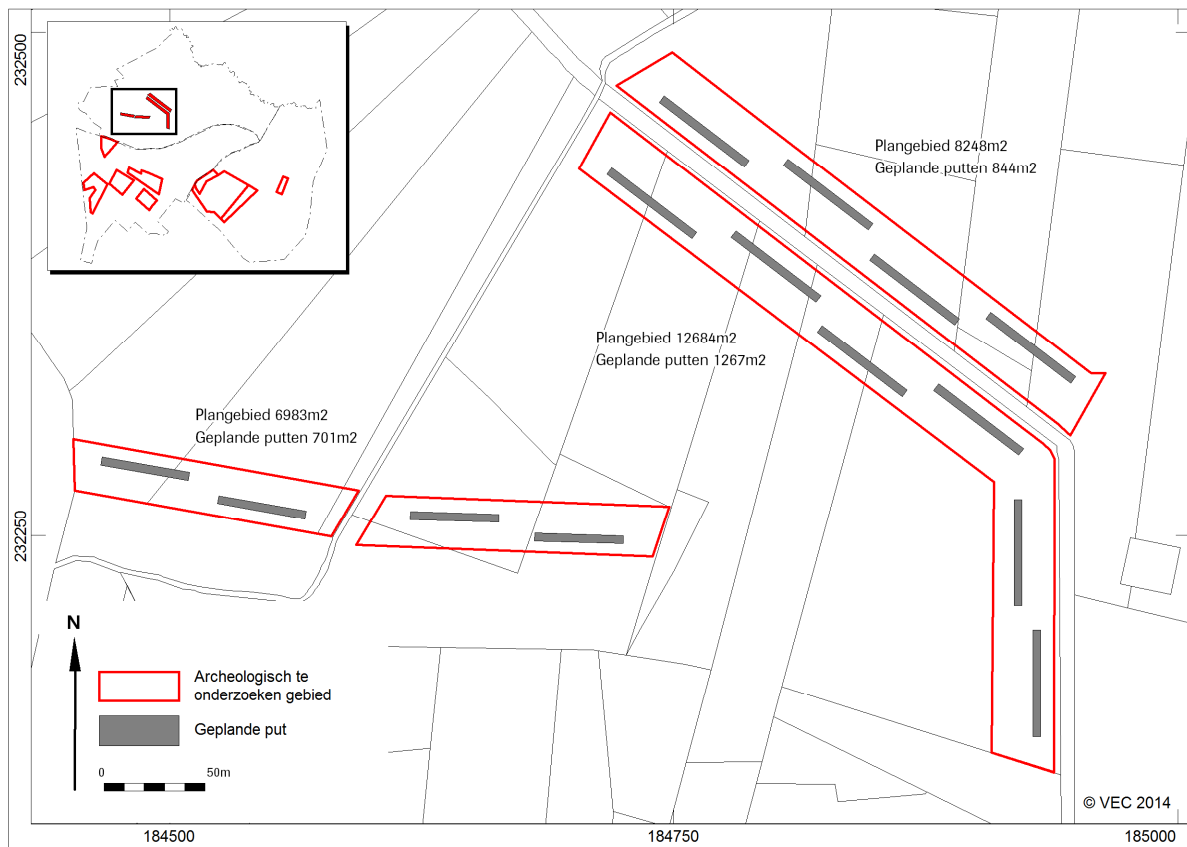 232500
Plangebied 8248m2
Geplande putten 844m2
Plangebied 12684m2
Geplande putten 1267m2
Plangebied 6983m2
Geplande putten 701m2
232250
N
Archeologisch te
onderzoeken gebied
Geplande put
0 50m
© VEC 2014
184500 184750 185000